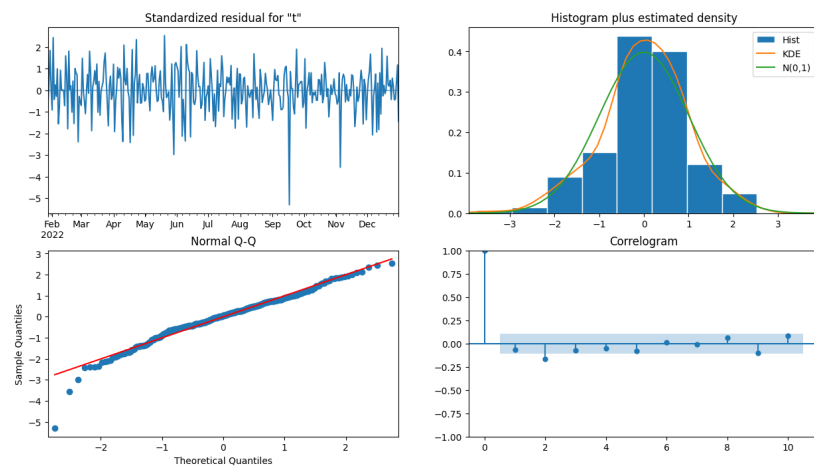 Standardized residual for "t"
2
1
0
−1
−2
−3
−4
−5
Feb Mar Apr May Jun Jul Aug Sep Oct Nov Dec
2022
Histogram plus estimated density
Hist
KDE
N(0,1)
0.4
0.3
0.2
0.1
0.0
−3 −2 −1 0 1 2 3
Normal Q-Q
Sample Quantiles
3
2
1
0
−1
−2
−3
−4
−5
−2 −1 0 1 2
Theoretical Quantiles
Correlogram
1.00
0.75
0.50
0.25
0.00
−0.25
−0.50
−0.75
−1.00
0 2 4 6 8 10